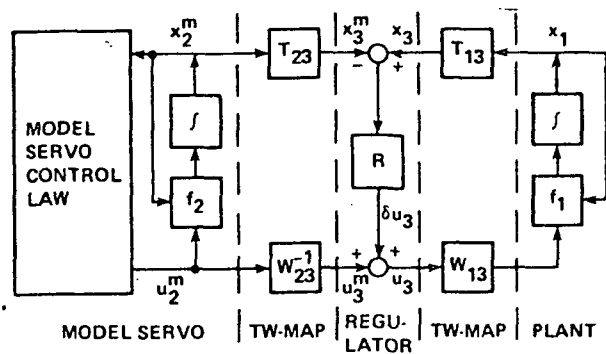 x₂ᵐ
x₃ᵐ
x₃
x₁
T₂₃
−
+
T₁₃
MODEL
SERVO
CONTROL
LAW
∫
f₂
R
δu₃
∫
f₁
u₂ᵐ
W₂₃⁻¹
+
u₃ᵐ
+
u₃
W₁₃
MODEL SERVO
TW-MAP
REGU-
LATOR
TW-MAP
PLANT